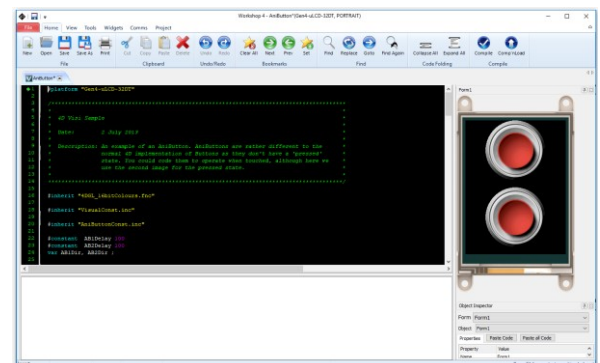 Workshop 4 - AniButton*(Gen4-uLCD-32DT, PORTRAIT)
File Home View Tools Widgets Comms Project
New Open Save Save As Print Cut Copy Paste Delete Undo Redo Clear All Next Prev Set Find Replace Goto Find Again Collapse All Expand All Compile Comp'nLoad
File Clipboard Undo/Redo Bookmarks Find Code Folding Compile
AniButton*
#platform "Gen4-uLCD-32DT"
4D Visi Sample
Date: 2 July 2019
Description: An example of an AniButton. AniButtons are rather different to the
normal 4D implementation of Buttons as they don't have a 'pressed'
state. You could code them to operate when touched, although here we
use the second image for the pressed state.
#inherit "4DGL_16bitColours.fnc"
#inherit "VisualConst.inc"
#inherit "AniButtonConst.inc"
#constant AB1Delay 100
#constant AB2Delay 100
var AB1Dir, AB2Dir ;
Form1
Object Inspector
Form Form1
Object Form1
Properties Paste Code Paste all Code
Property Value
Name Form1